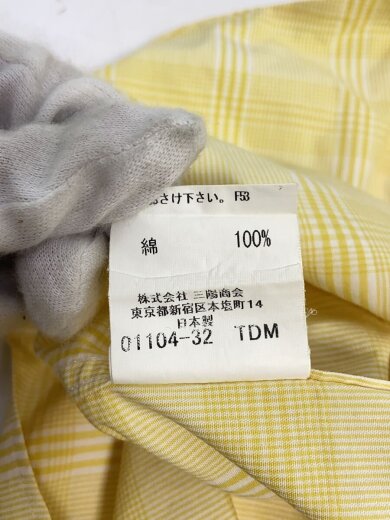 さけ下さい。F53
綿 100%
株式会社 三陽商会
東京都新宿区本塩町14
日本製
01104-32 TDM